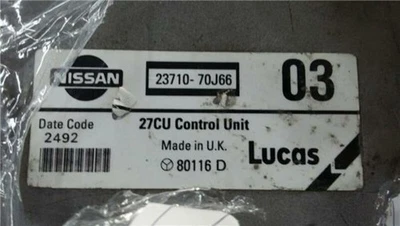 NISSAN
23710-70J66
03
Date Code
2492
27CU Control Unit
Made in U.K.
80116 D
Lucas